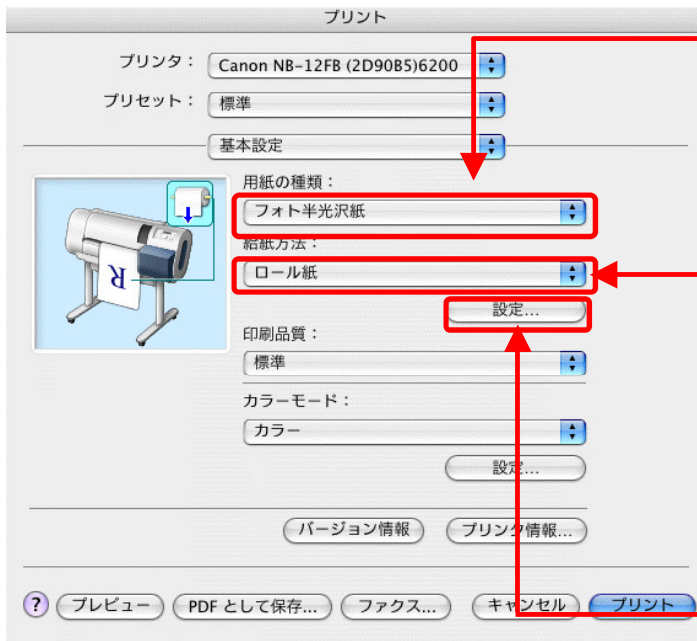 プリント
プリンタ： Canon NB-12FB (2D90B5)6200
プリセット： 標準
基本設定
用紙の種類：
フォト半光沢紙
給紙方法：
ロール紙
R
設定...
印刷品質：
標準
カラーモード：
カラー
設定...
バージョン情報 プリンタ情報...
? プレビュー PDF として保存... ファクス... キャンセル プリント